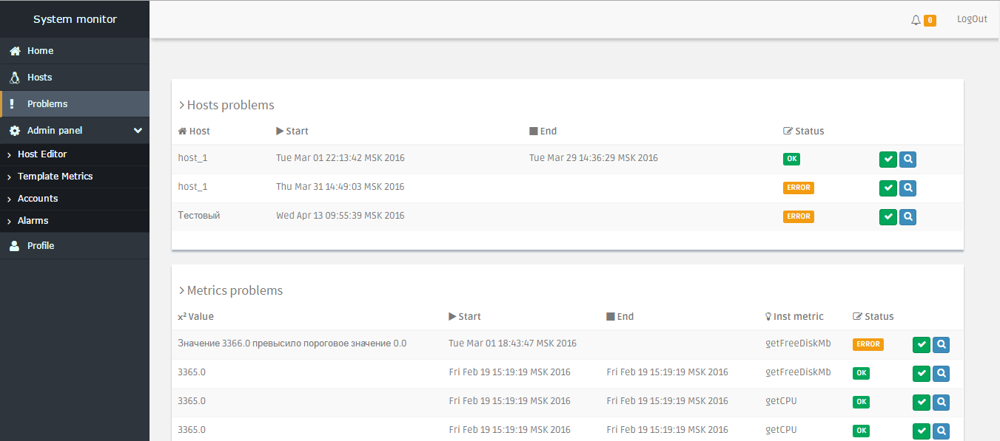 System monitor
0 LogOut
Home
Hosts
Problems
Admin panel
Host Editor
Template Metrics
Accounts
Alarms
Profile
Hosts problems
Host Start End Status
host_1 Tue Mar 01 22:13:42 MSK 2016 Tue Mar 29 14:36:29 MSK 2016 OK
host_1 Thu Mar 31 14:49:03 MSK 2016 ERROR
Тестовый Wed Apr 13 09:55:39 MSK 2016 ERROR
Metrics problems
x² Value Start End Inst metric Status
Значение 3366.0 превысило пороговое значение 0.0 Tue Mar 01 18:43:47 MSK 2016 getFreeDiskMb ERROR
3365.0 Fri Feb 19 15:19:19 MSK 2016 Fri Feb 19 15:19:19 MSK 2016 getFreeDiskMb OK
3365.0 Fri Feb 19 15:19:19 MSK 2016 Fri Feb 19 15:19:19 MSK 2016 getCPU OK
3365.0 Fri Feb 19 15:19:19 MSK 2016 Fri Feb 19 15:19:19 MSK 2016 getCPU OK